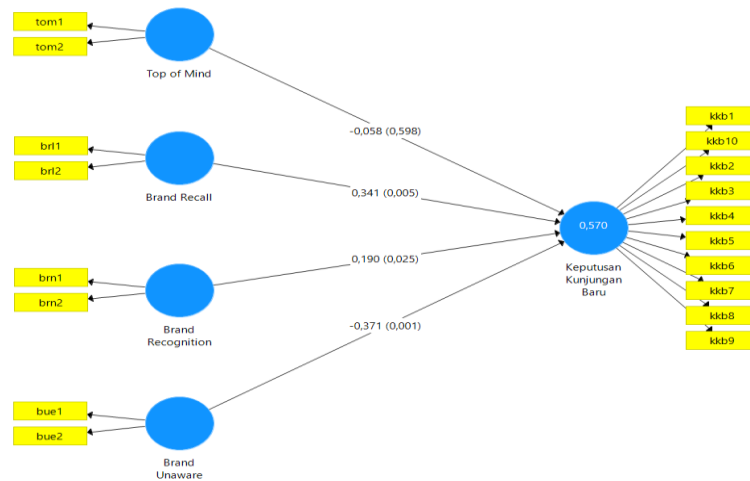 tom1
tom2
Top of Mind
-0,058 (0,598)
brl1
brl2
Brand Recall
0,341 (0,005)
brn1
brn2
Brand
Recognition
0,190 (0,025)
bue1
bue2
Brand
Unaware
-0,371 (0,001)
0,570
Keputusan
Kunjungan
Baru
kkb1
kkb10
kkb2
kkb3
kkb4
kkb5
kkb6
kkb7
kkb8
kkb9